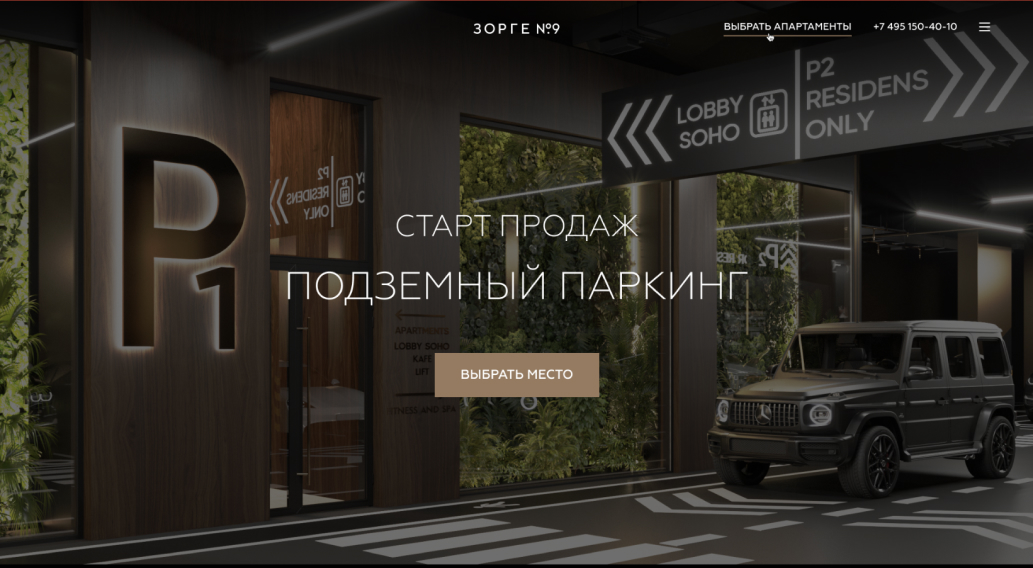 ЗОРГЕ №9
ВЫБРАТЬ АПАРТАМЕНТЫ
+7 495 150-40-10
LOBBY
SOHO
P2
RESIDENS
ONLY
P1
P2
RESIDENS
ONLY
СТАРТ ПРОДАЖ
ПОДЗЕМНЫЙ ПАРКИНГ
APARTMENTS
LOBBY SOHO
KAFE
LIFT
ВЫБРАТЬ МЕСТО
FITNESS AND SPA